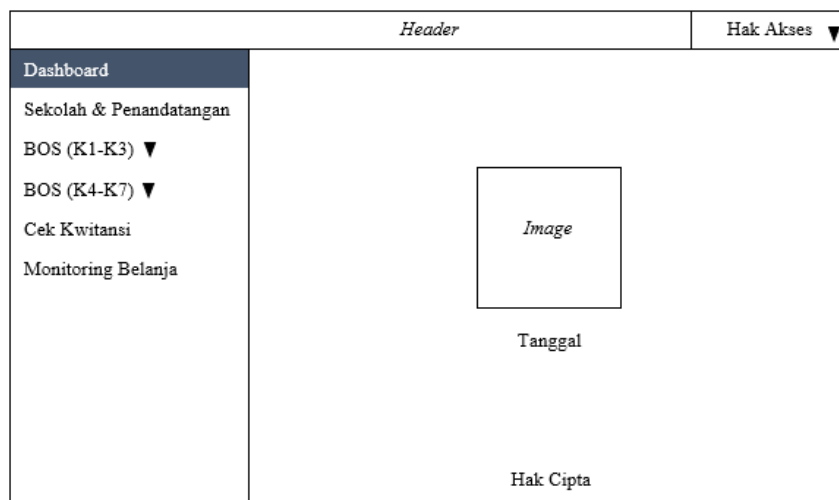 Header
Hak Akses ▼
Dashboard
Sekolah & Penandatangan
BOS (K1-K3) ▼
BOS (K4-K7) ▼
Cek Kwitansi
Monitoring Belanja
Image
Tanggal
Hak Cipta